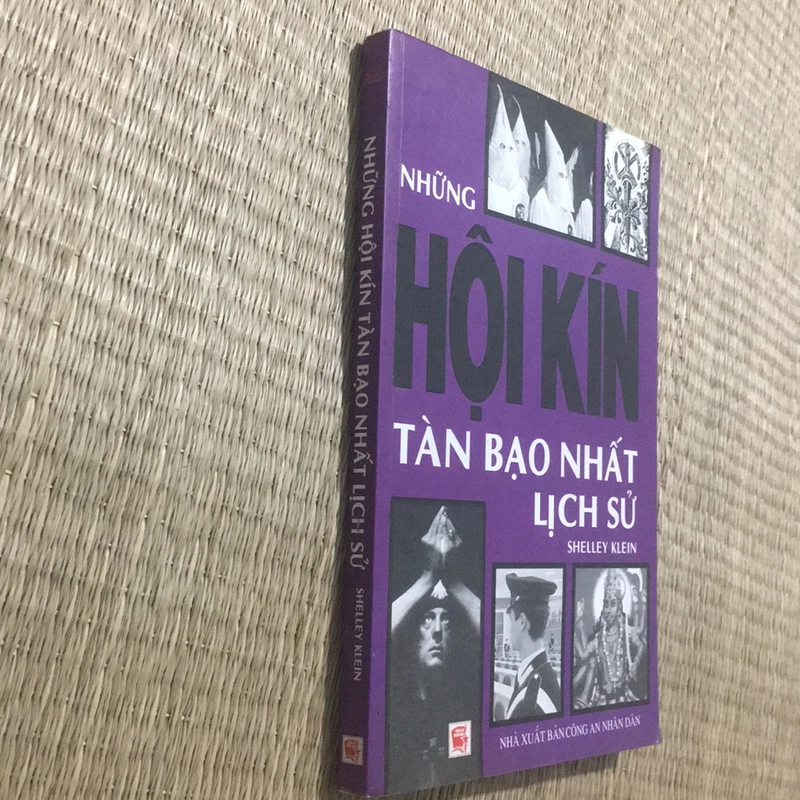 NHỮNG HỘI KÍN TÀN BẠO NHẤT LỊCH SỬ SHELLEY KLEIN
NHỮNG
HỘI KÍN
TÀN BẠO NHẤT
LỊCH SỬ
SHELLEY KLEIN
NHÀ XUẤT BẢN CÔNG AN NHÂN DÂN